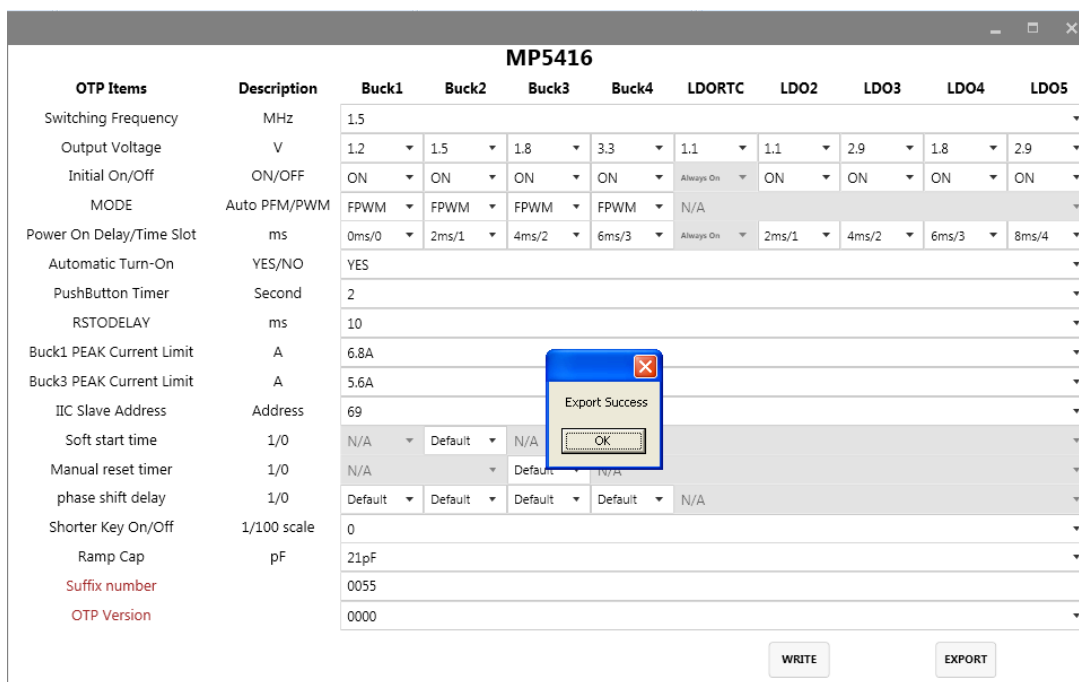 MP5416
OTP Items Description Buck1 Buck2 Buck3 Buck4 LDORTC LDO2 LDO3 LDO4 LDO5
Switching Frequency MHz 1.5
Output Voltage V 1.2 1.5 1.8 3.3 1.1 1.1 2.9 1.8 2.9
Initial On/Off ON/OFF ON ON ON ON Always On ON ON ON ON
MODE Auto PFM/PWM FPWM FPWM FPWM FPWM N/A
Power On Delay/Time Slot ms 0ms/0 2ms/1 4ms/2 6ms/3 Always On 2ms/1 4ms/2 6ms/3 8ms/4
Automatic Turn-On YES/NO YES
PushButton Timer Second 2
RSTODELAY ms 10
Buck1 PEAK Current Limit A 6.8A
Buck3 PEAK Current Limit A 5.6A
Export Success
IIC Slave Address Address 69
Soft start time 1/0 N/A Default N/A
OK
Manual reset timer 1/0 N/A Default N/A
phase shift delay 1/0 Default Default Default Default N/A
Shorter Key On/Off 1/100 scale 0
Ramp Cap pF 21pF
Suffix number 0055
OTP Version 0000
WRITE EXPORT